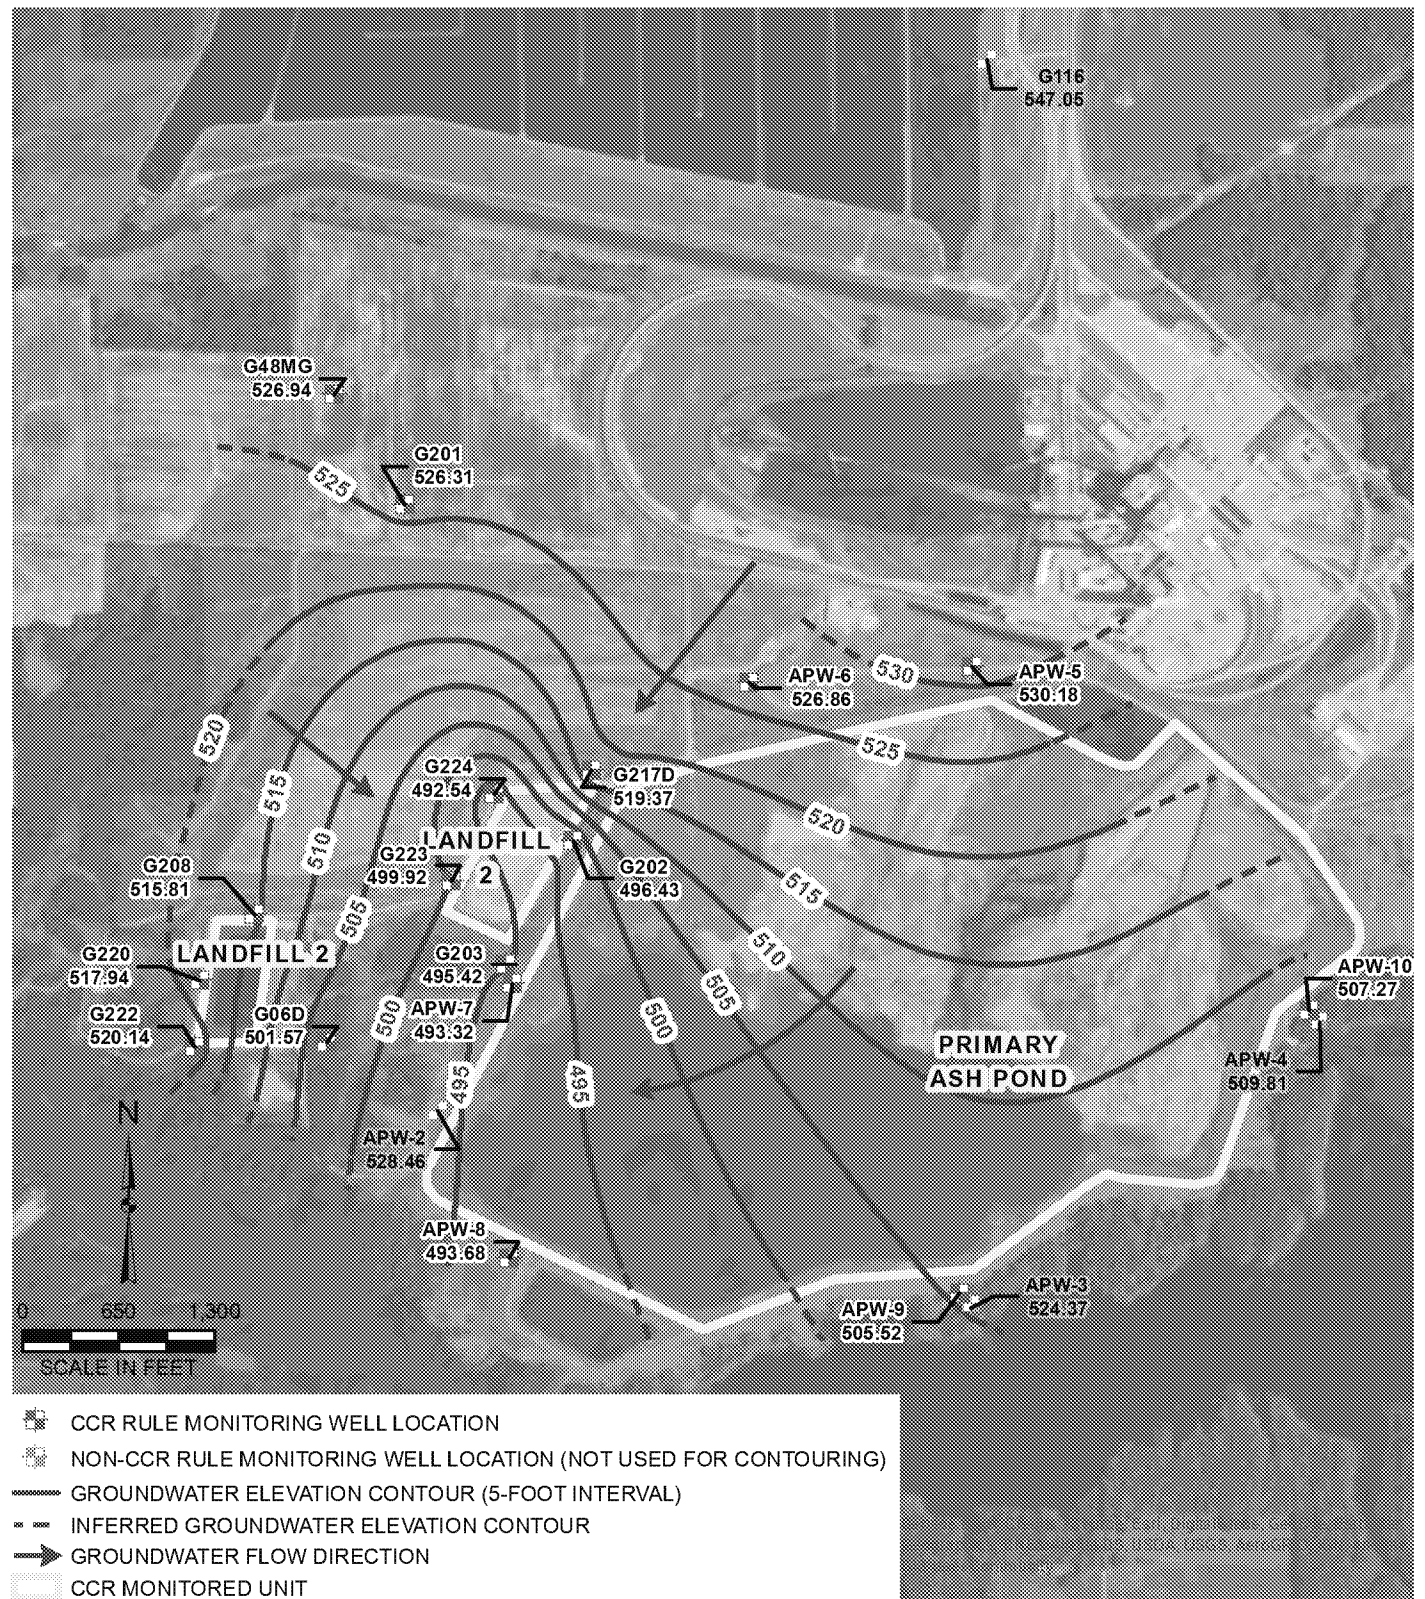 G116
547.05
G48MG
526.94
G201
526.31
525
530
APW-6
526.86
APW-5
530.18
520
525
G224
492.54
G217D
519.37
515
520
LANDFILL
2
510
G223
499.92
G202
496.43
G208
515.81
515
505
LANDFILL 2
510
G220
517.94
G203
495.42
APW-10
507.27
505
G222
520.14
G06D
501.57
500
APW-7
493.32
500
PRIMARY
ASH POND
APW-4
509.81
495
495
N
APW-2
528.46
APW-8
493.68
0 650 1,300
SCALE IN FEET
APW-9
505.52
APW-3
524.37
CCR RULE MONITORING WELL LOCATION
NON-CCR RULE MONITORING WELL LOCATION (NOT USED FOR CONTOURING)
GROUNDWATER ELEVATION CONTOUR (5-FOOT INTERVAL)
INFERRED GROUNDWATER ELEVATION CONTOUR
GROUNDWATER FLOW DIRECTION
CCR MONITORED UNIT